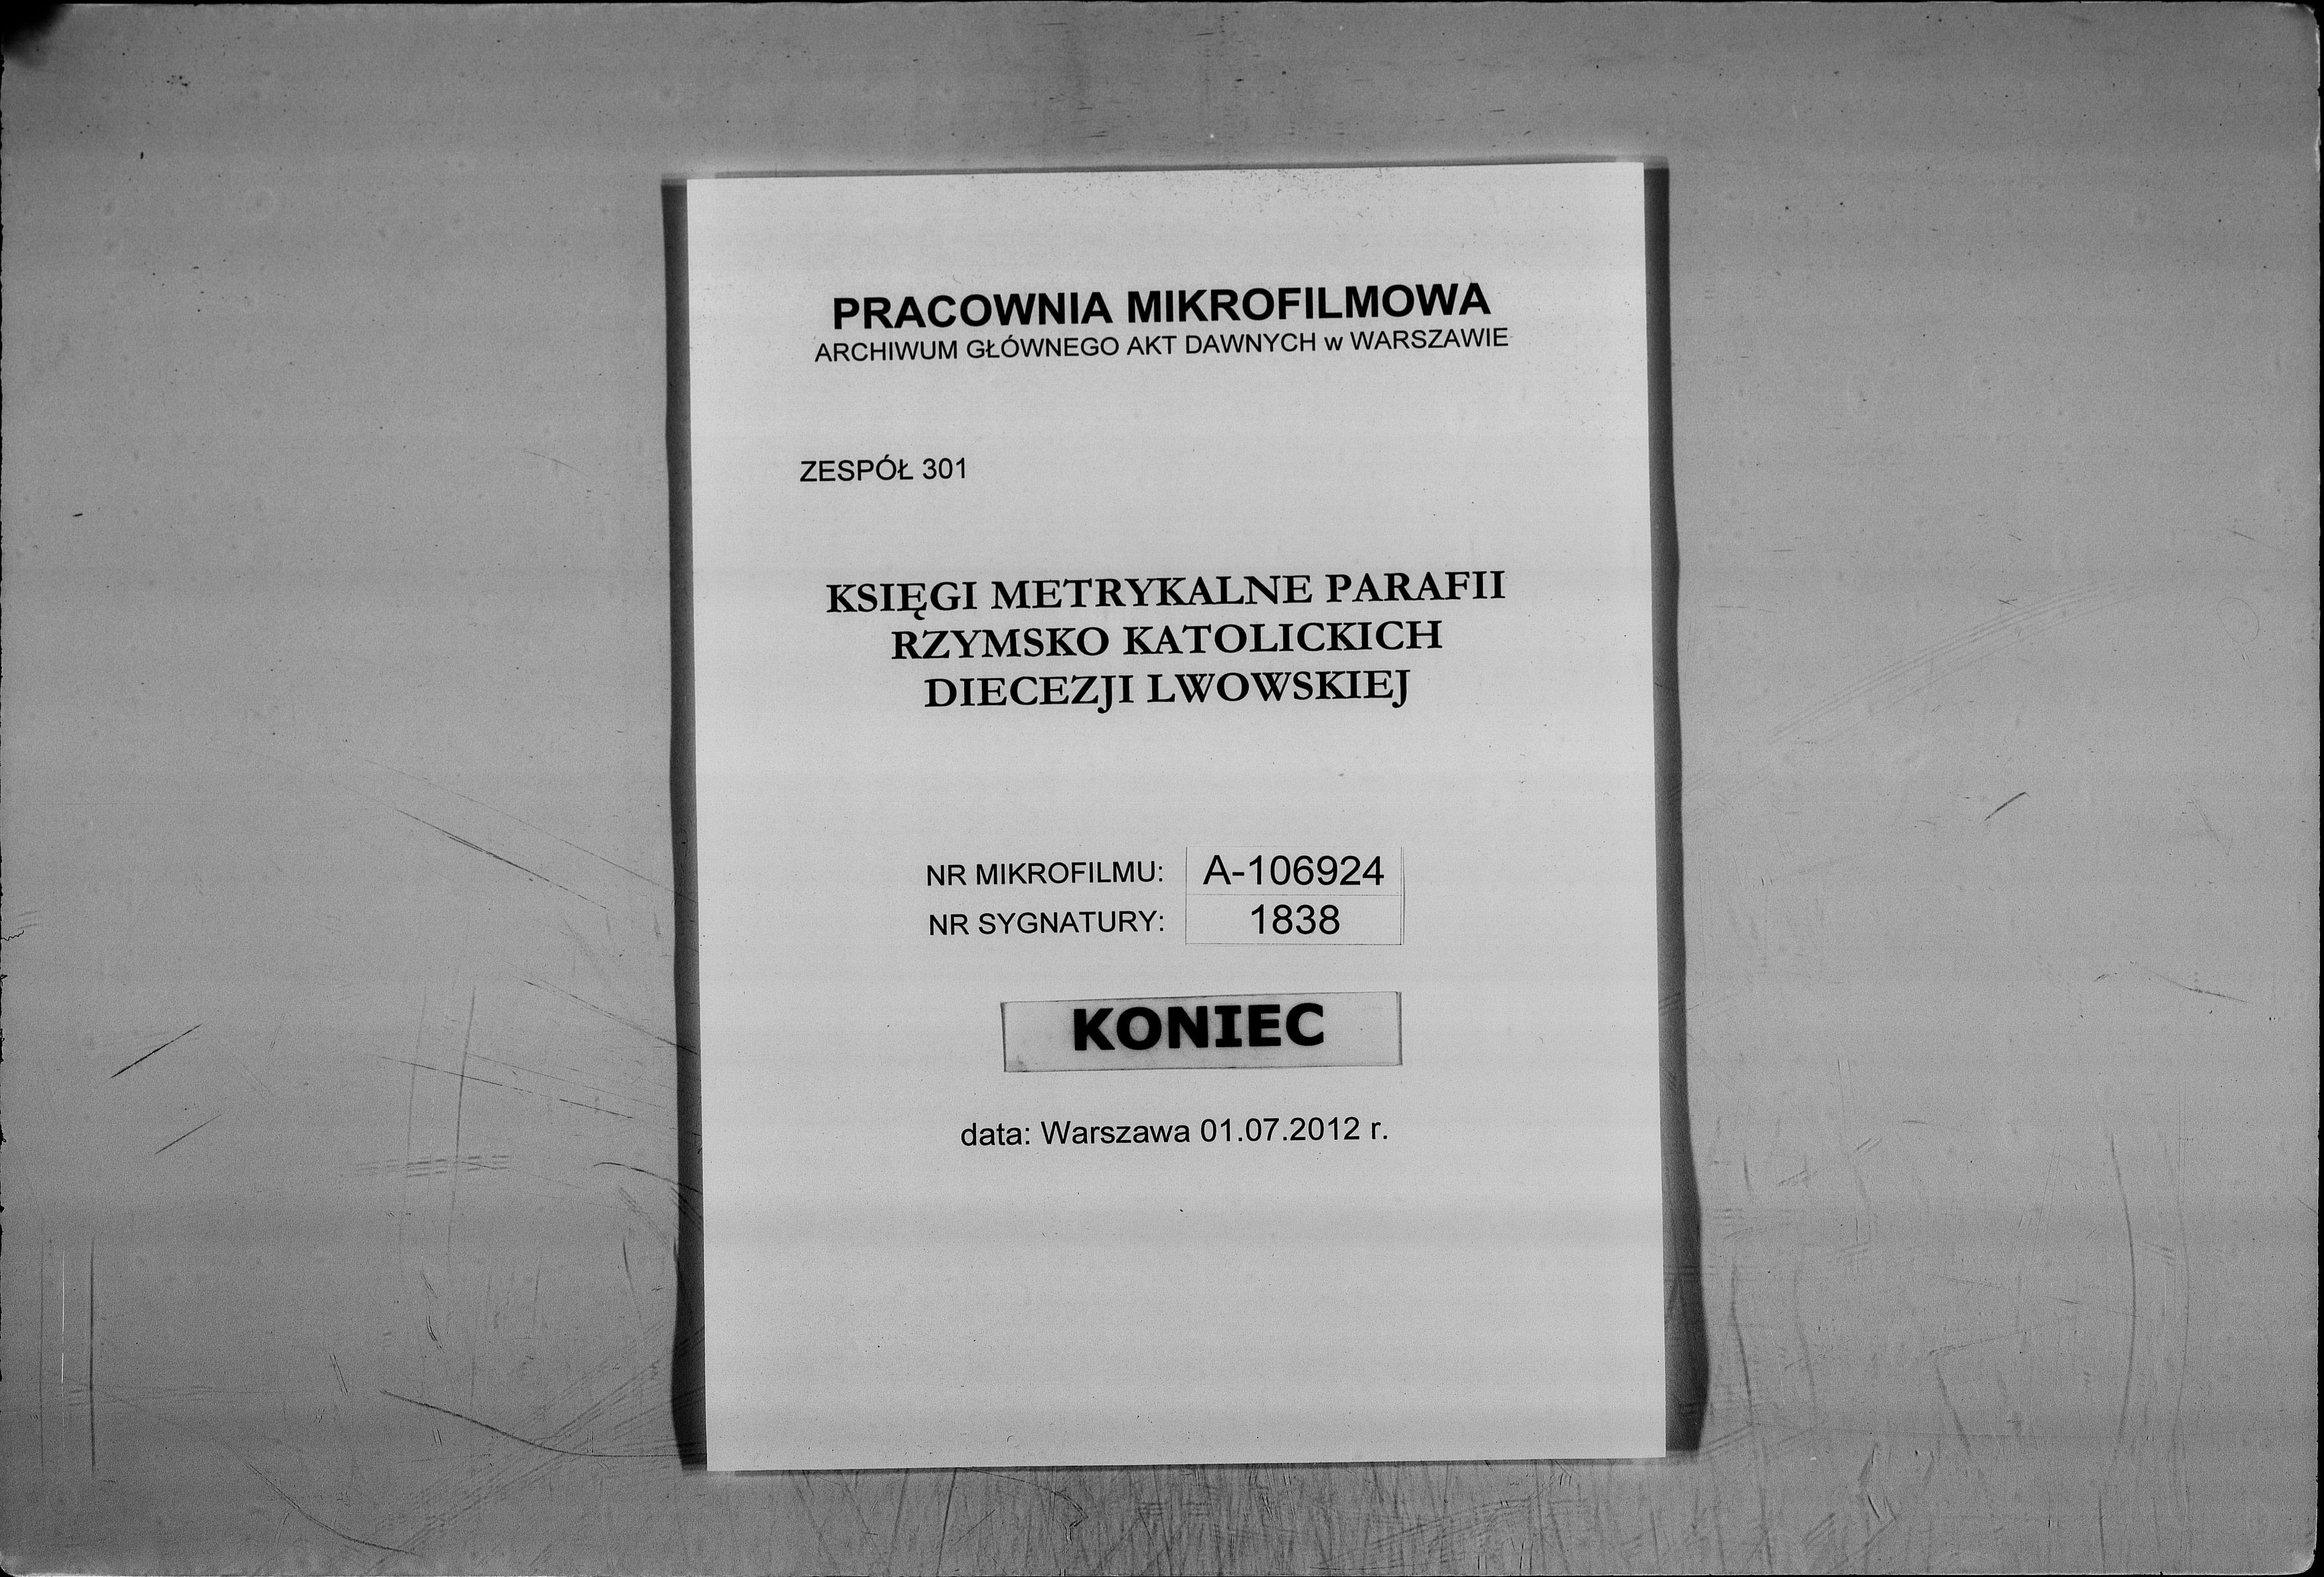 PRACOWNIA MIKROFILMOWA
ARCHIWUM GŁÓWNEGO AKT DAWNYCH w WARSZAWIE
ZESPÓŁ 301
KSIĘGI METRYKALNE PARAFII
RZYMSKO KATOLICKICH
DIECEZJI LWOWSKIEJ
NR MIKROFILMU: A-106924
NR SYGNATURY: 1838
KONIEC
data: Warszawa 01.07.2012 r.